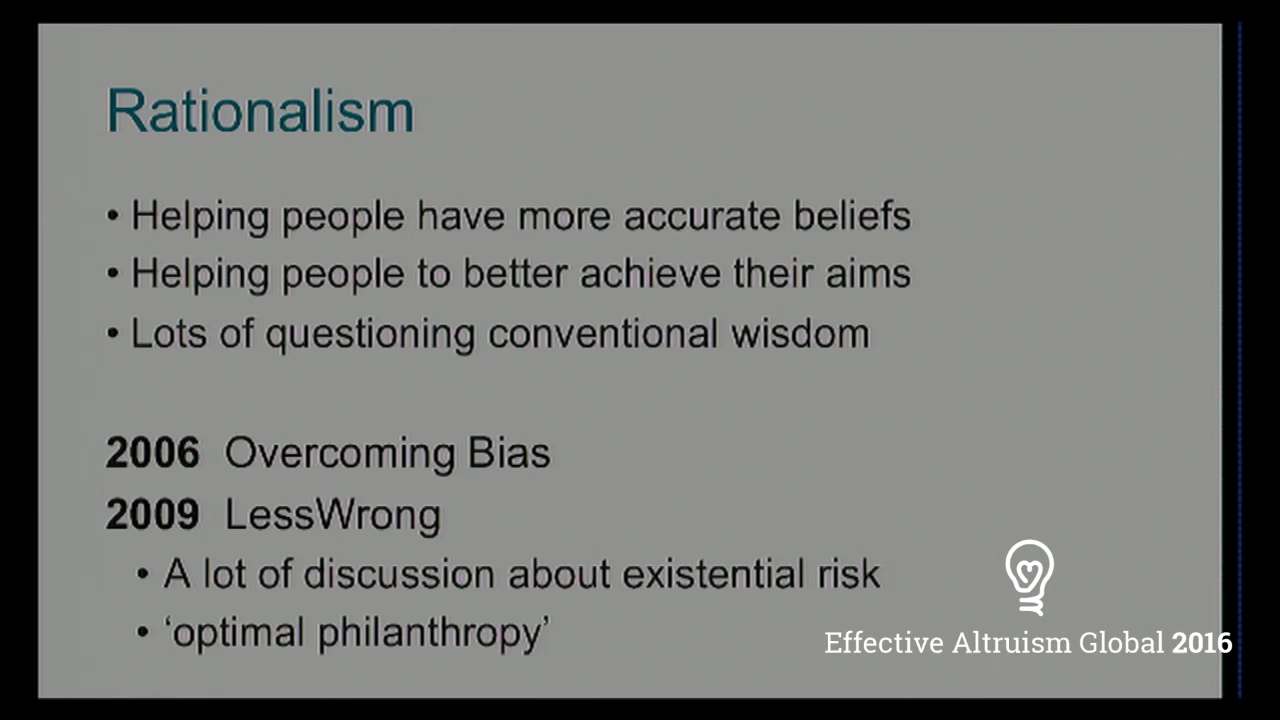 Rationalism
• Helping people have more accurate beliefs
• Helping people to better achieve their aims
• Lots of questioning conventional wisdom
2006 Overcoming Bias
2009 LessWrong
• A lot of discussion about existential risk
• ‘optimal philanthropy’
Effective Altruism Global 2016